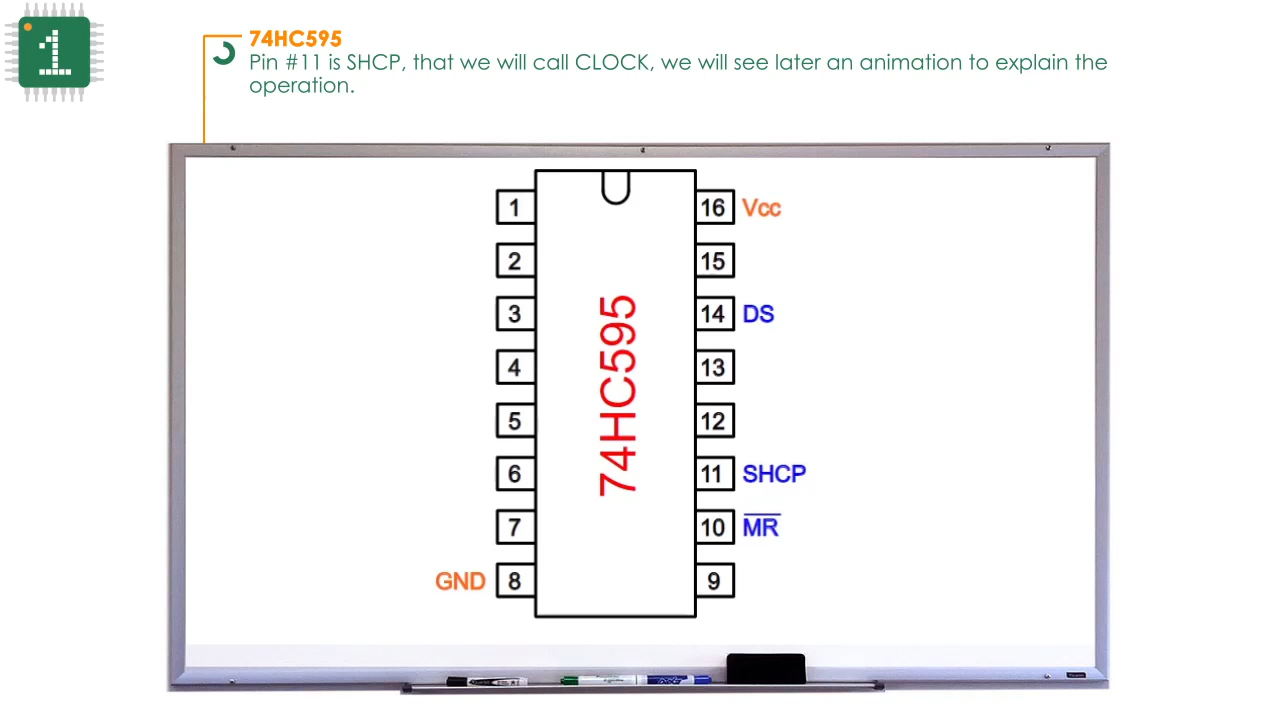 1
74HC595
Pin #11 is SHCP, that we will call CLOCK, we will see later an animation to explain the
operation.
1
16 Vcc
2
15
3
14 DS
4
13
5
12
6
11 SHCP
7
10 MR
GND 8
9
74HC595